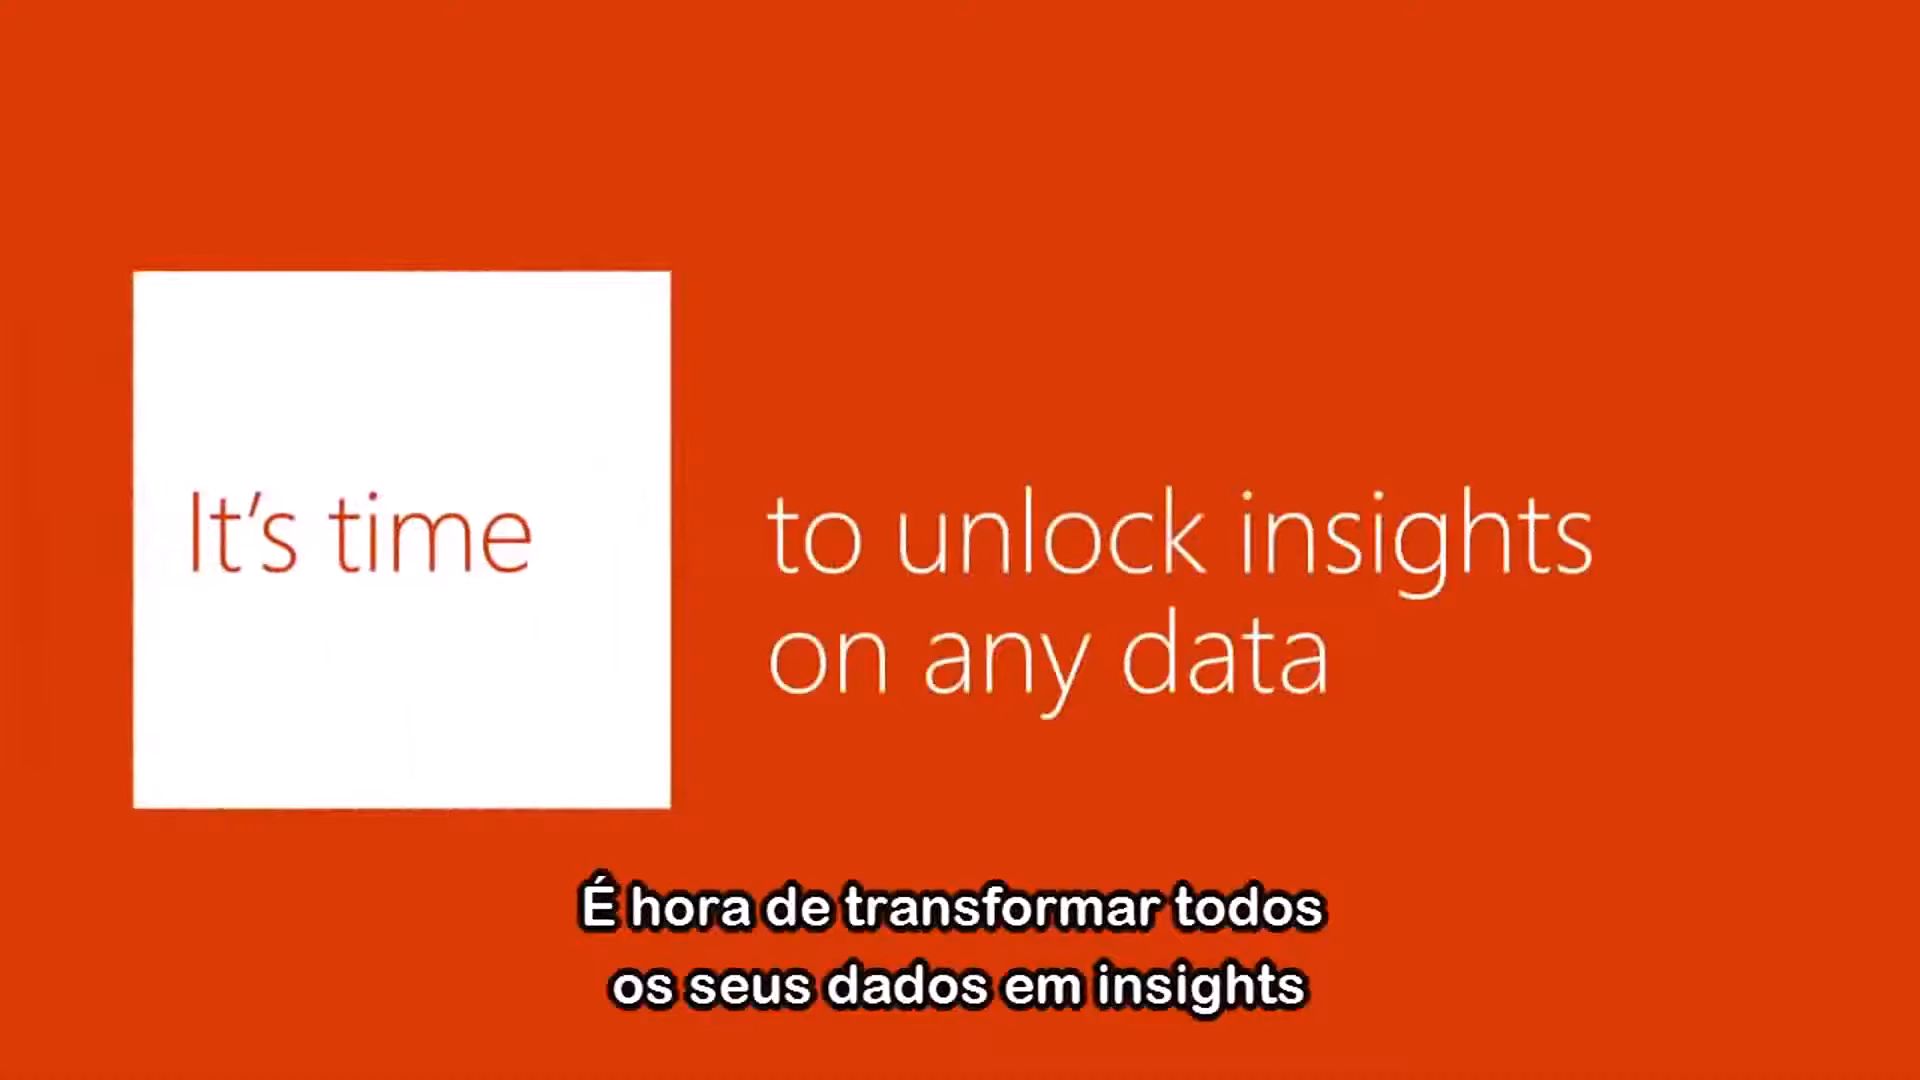 It's time
to unlock insights
on any data
É hora de transformar todos
os seus dados em insights